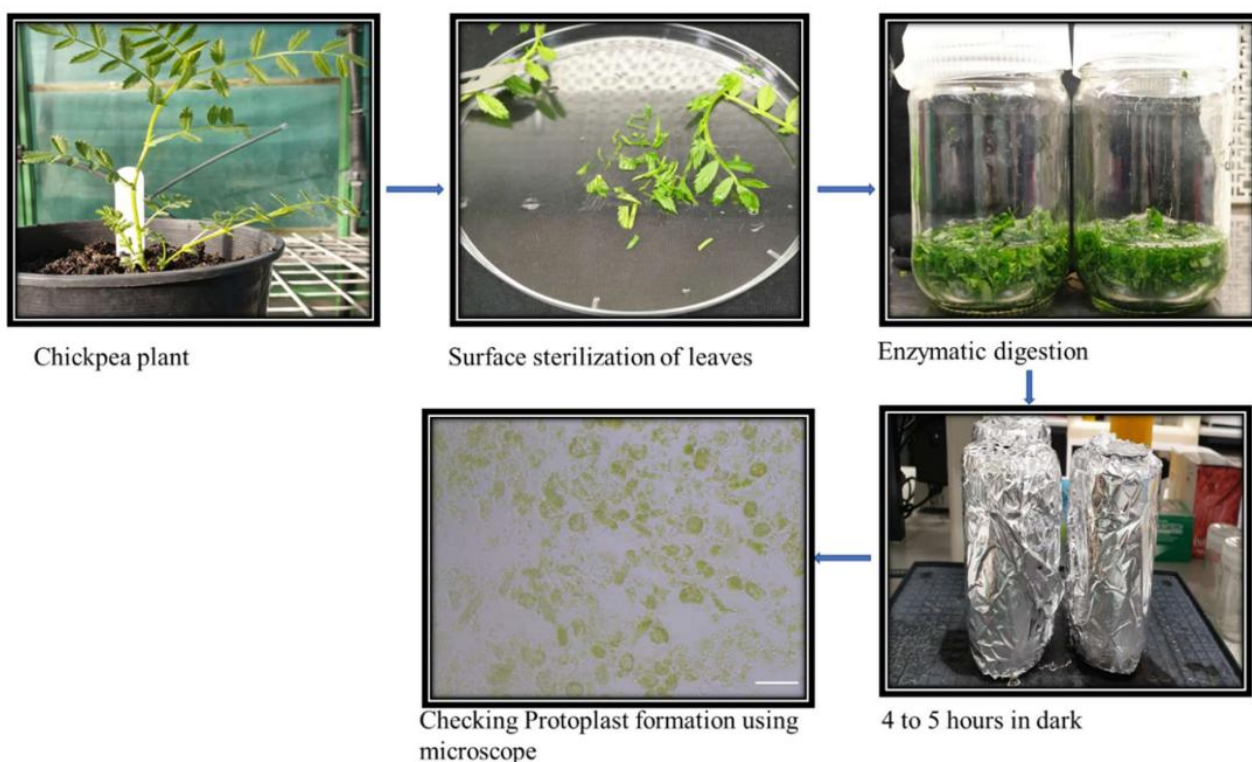 Chickpea plant
Surface sterilization of leaves
Enzymatic digestion
Checking Protoplast formation using
microscope
4 to 5 hours in dark